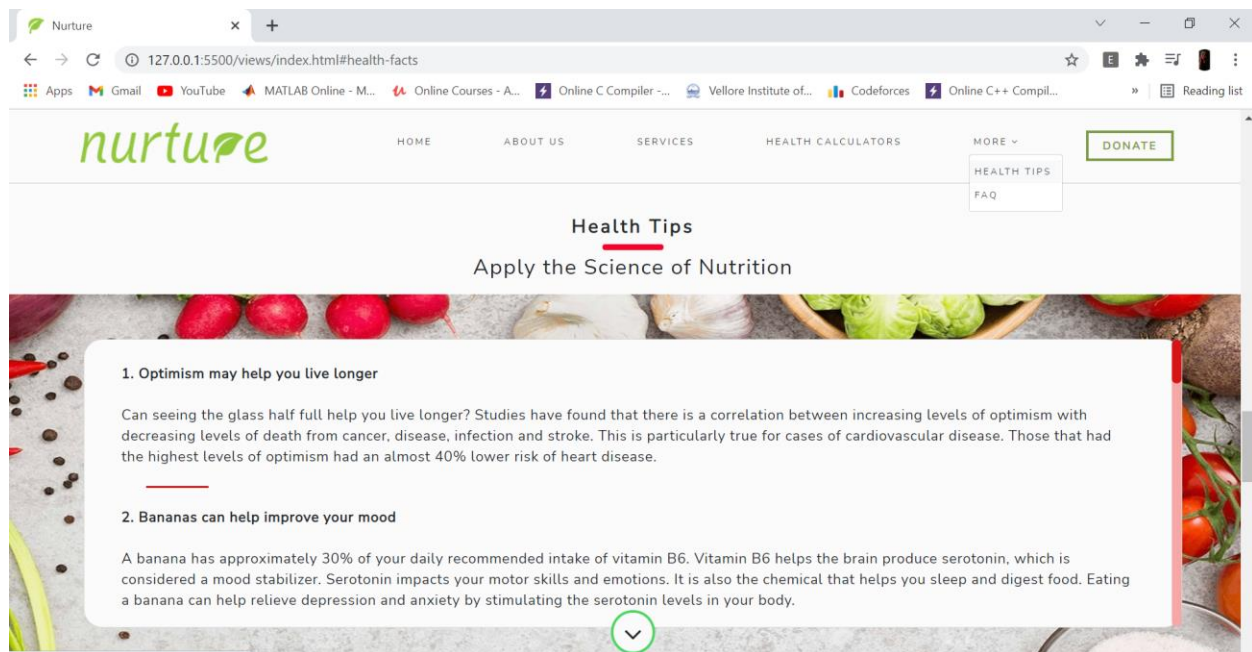 Nurture
127.0.0.1:5500/views/index.html#health-facts
E
Apps Gmail YouTube MATLAB Online - M... Online Courses - A... Online C Compiler -... Vellore Institute of... Codeforces Online C++ Compil... » Reading list
nurture HOME ABOUT US SERVICES HEALTH CALCULATORS MORE DONATE
HEALTH TIPS
FAQ
Health Tips
Apply the Science of Nutrition
1. Optimism may help you live longer
Can seeing the glass half full help you live longer? Studies have found that there is a correlation between increasing levels of optimism with
decreasing levels of death from cancer, disease, infection and stroke. This is particularly true for cases of cardiovascular disease. Those that had
the highest levels of optimism had an almost 40% lower risk of heart disease.
2. Bananas can help improve your mood
A banana has approximately 30% of your daily recommended intake of vitamin B6. Vitamin B6 helps the brain produce serotonin, which is
considered a mood stabilizer. Serotonin impacts your motor skills and emotions. It is also the chemical that helps you sleep and digest food. Eating
a banana can help relieve depression and anxiety by stimulating the serotonin levels in your body.